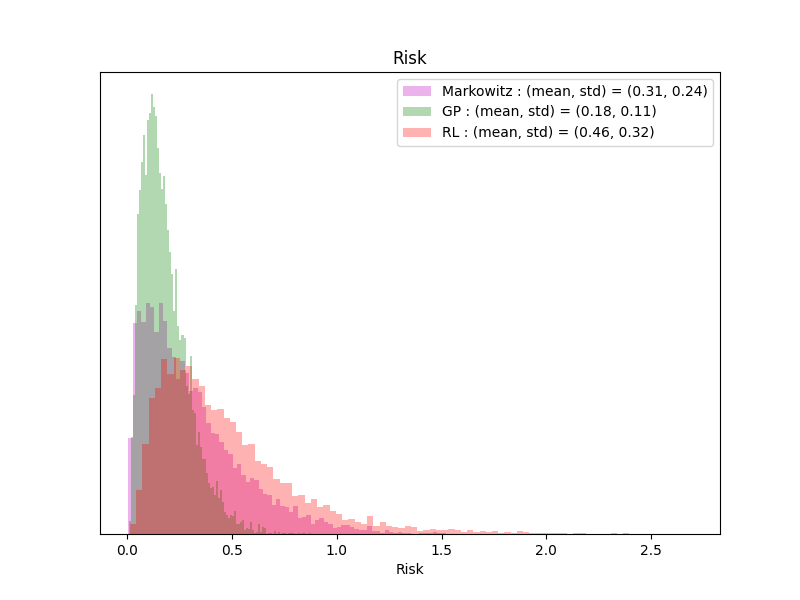 Risk
Markowitz : (mean, std) = (0.31, 0.24)
GP : (mean, std) = (0.18, 0.11)
RL : (mean, std) = (0.46, 0.32)
0.0 0.5 1.0 1.5 2.0 2.5
Risk